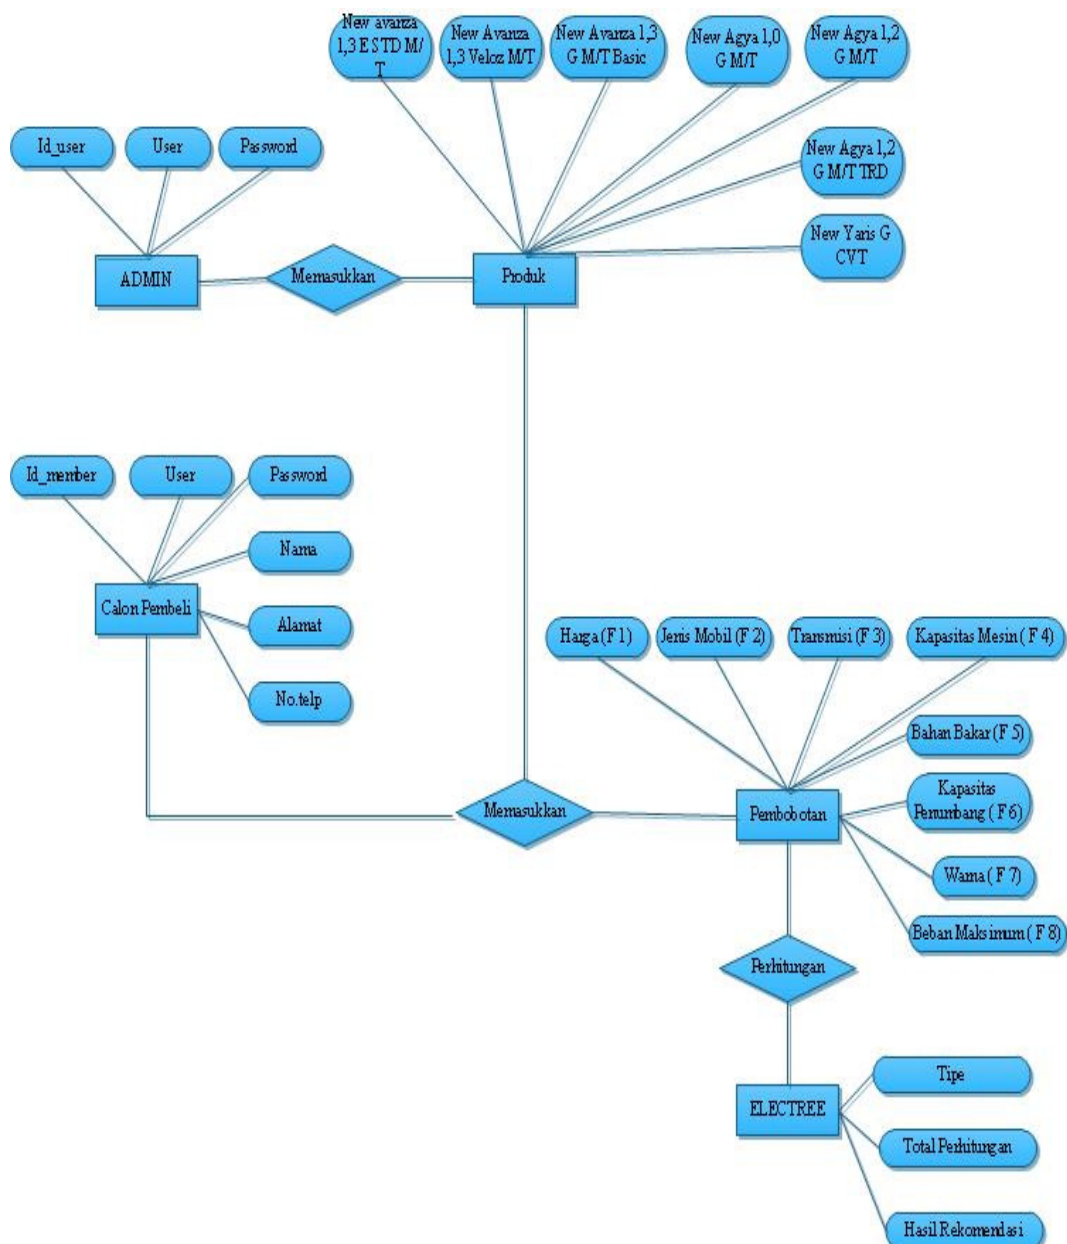 New avanza
1,3 E STD M/
T
New Avanza
1,3 Veloz M/T
New Avanza 1,3
G M/T Basic
New Agya 1,0
G M/T
New Agya 1,2
G M/T
Id_user
User
Password
New Agya 1,2
G M/T TRD
New Yaris G
CVT
ADMIN
Memasukkan
Produk
Id_member
User
Password
Nama
Calon Pembeli
Alamat
No.telp
Harga (F 1)
Jenis Mobil (F 2)
Transmisi (F 3)
Kapasitas Mesin ( F 4)
Bahan Bakar (F 5)
Kapasitas
Penumbang ( F 6)
Memasukkan
Pembobotan
Warna ( F 7)
Beban Maksimum ( F 8)
Perhitungan
Tipe
ELECTREE
Total Perhitungan
Hasil Rekomendasi